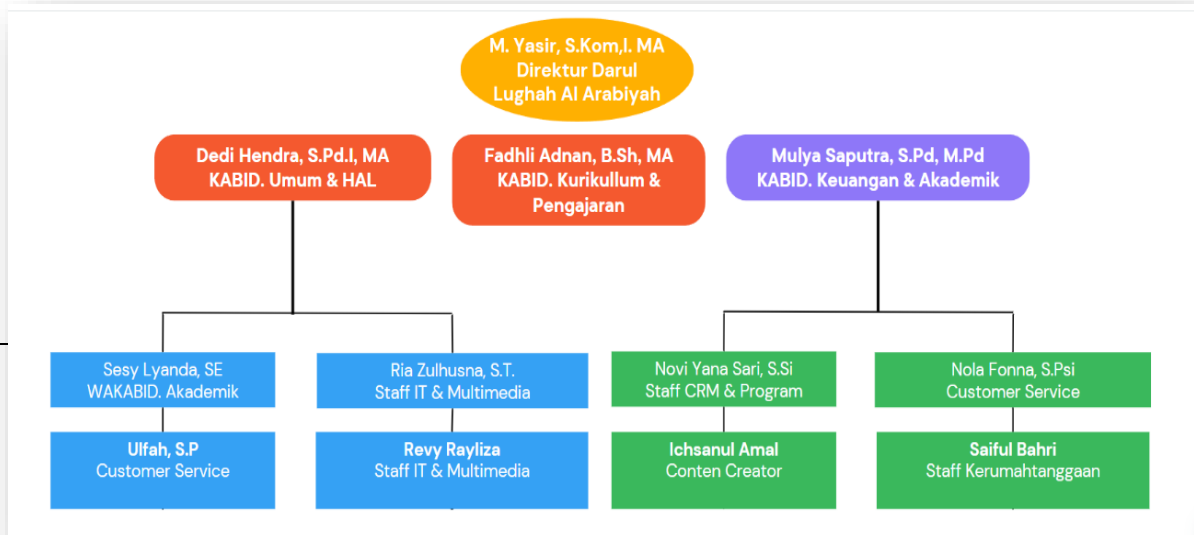 M. Yasir, S.Kom,I. MA
Direktur Darul
Lughah Al Arabiyah
Dedi Hendra, S.Pd.I, MA
KABID. Umum & HAL
Fadhli Adnan, B.Sh, MA
KABID. Kurikullum &
Pengajaran
Mulya Saputra, S.Pd, M.Pd
KABID. Keuangan & Akademik
Sesy Lyanda, SE
WAKABID. Akademik
Ria Zulhusna, S.T.
Staff IT & Multimedia
Novi Yana Sari, S.Si
Staff CRM & Program
Nola Fonna, S.Psi
Customer Service
Ulfah, S.P
Customer Service
Revy Rayliza
Staff IT & Multimedia
Ichsanul Amal
Conten Creator
Saiful Bahri
Staff Kerumahtanggaan